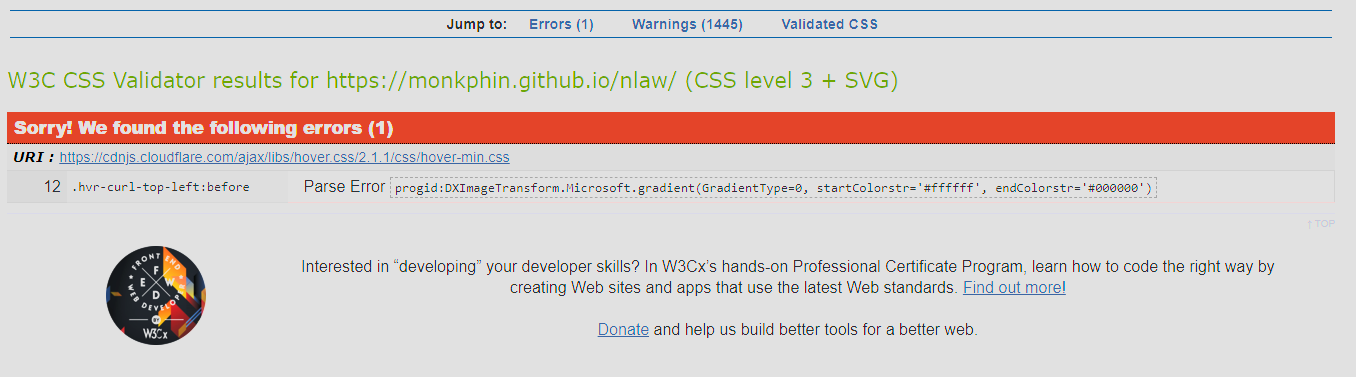 Jump to: Errors (1) Warnings (1445) Validated CSS
W3C CSS Validator results for https://monkphin.github.io/nlaw/ (CSS level 3 + SVG)
Sorry! We found the following errors (1)
URI : https://cdnjs.cloudflare.com/ajax/libs/hover.css/2.1.1/css/hover-min.css
12 .hvr-curl-top-left:before Parse Error progid:DXImageTransform.Microsoft.gradient(GradientType=0, startColorstr='#ffffff', endColorstr='#000000')
↑ TOP
FRONT END
F
E W
D
WEB DEVELOP
BY
W3Cx
Interested in “developing” your developer skills? In W3Cx’s hands-on Professional Certificate Program, learn how to code the right way by
creating Web sites and apps that use the latest Web standards. Find out more!
Donate and help us build better tools for a better web.